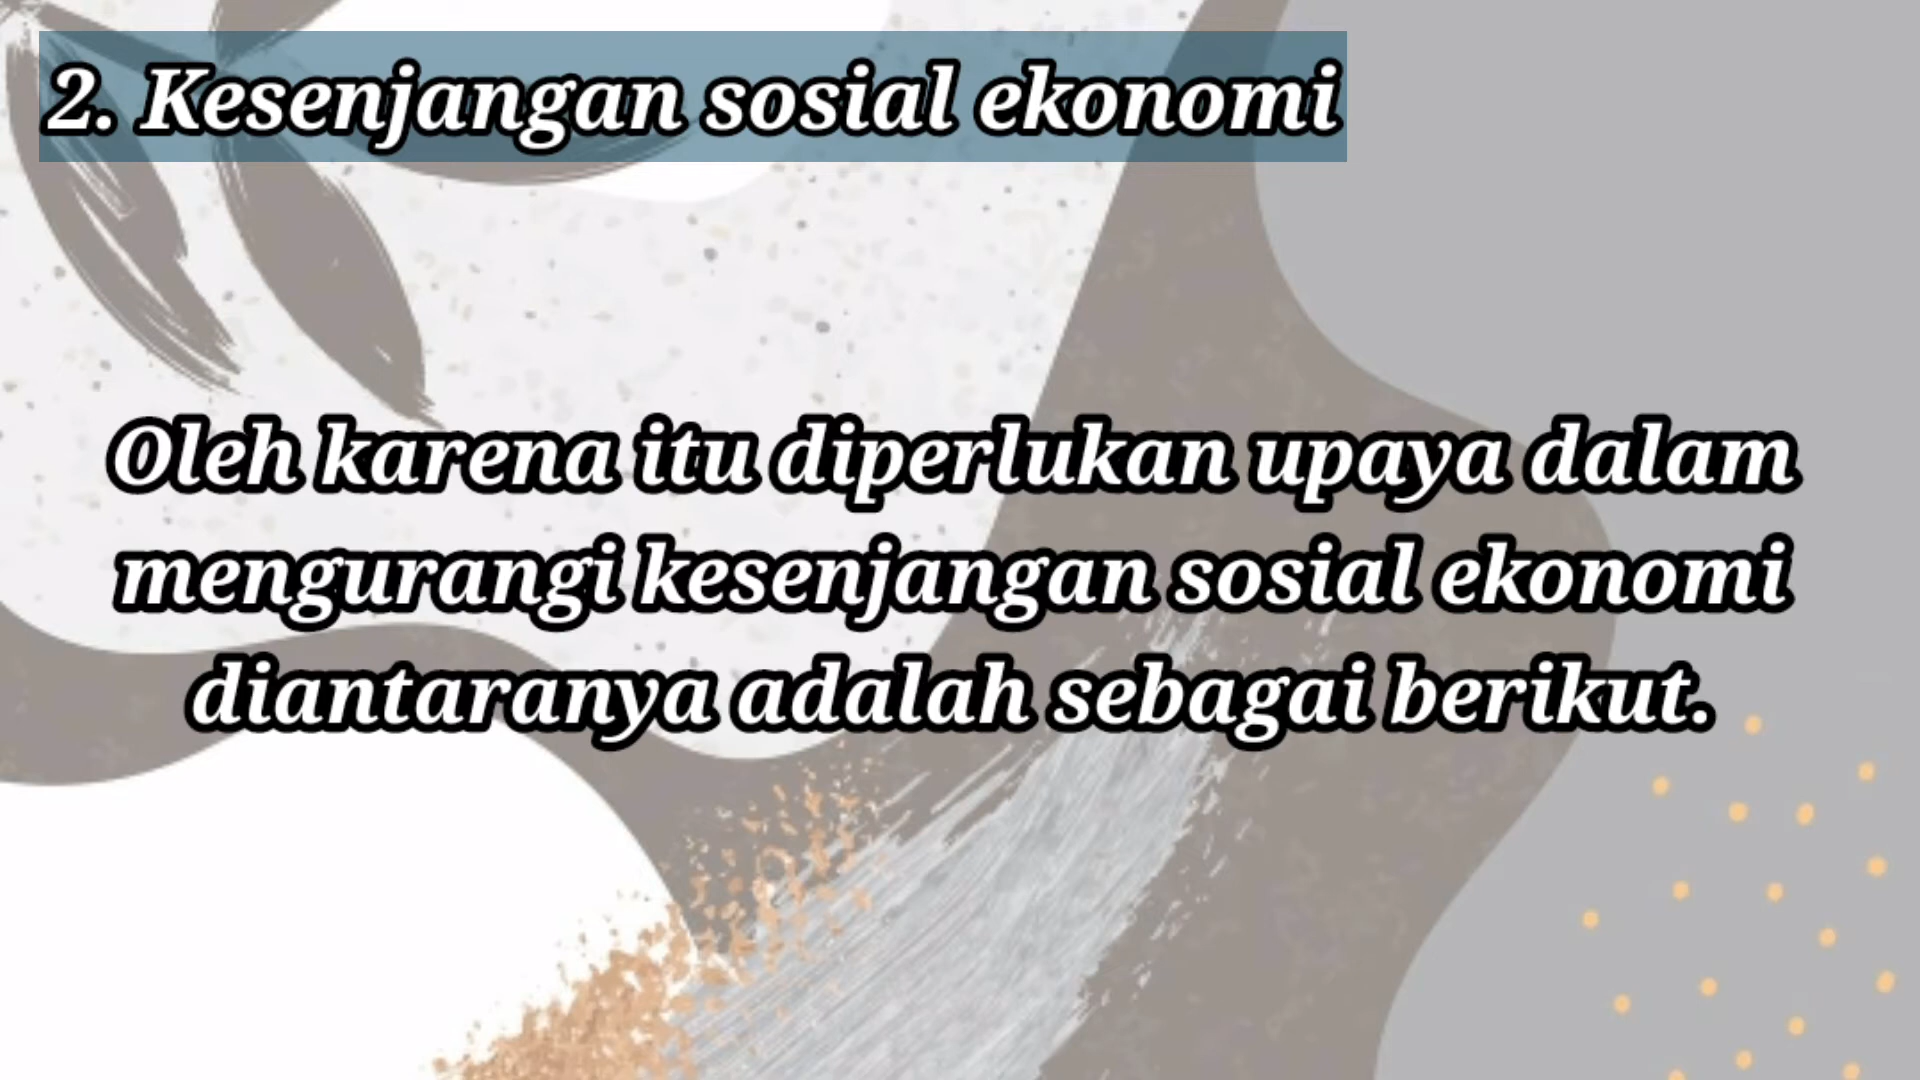 2. Kesenjangan sosial ekonomi
Oleh karena itu diperlukan upaya dalam
mengurangi kesenjangan sosial ekonomi
diantaranya adalah sebagai berikut.